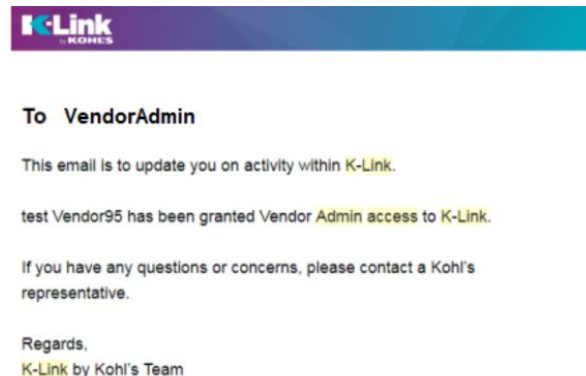 K-Link
by KOHL'S
To VendorAdmin
This email is to update you on activity within K-Link.
test Vendor95 has been granted Vendor Admin access to K-Link.
If you have any questions or concerns, please contact a Kohl's
representative.
Regards,
K-Link by Kohl's Team